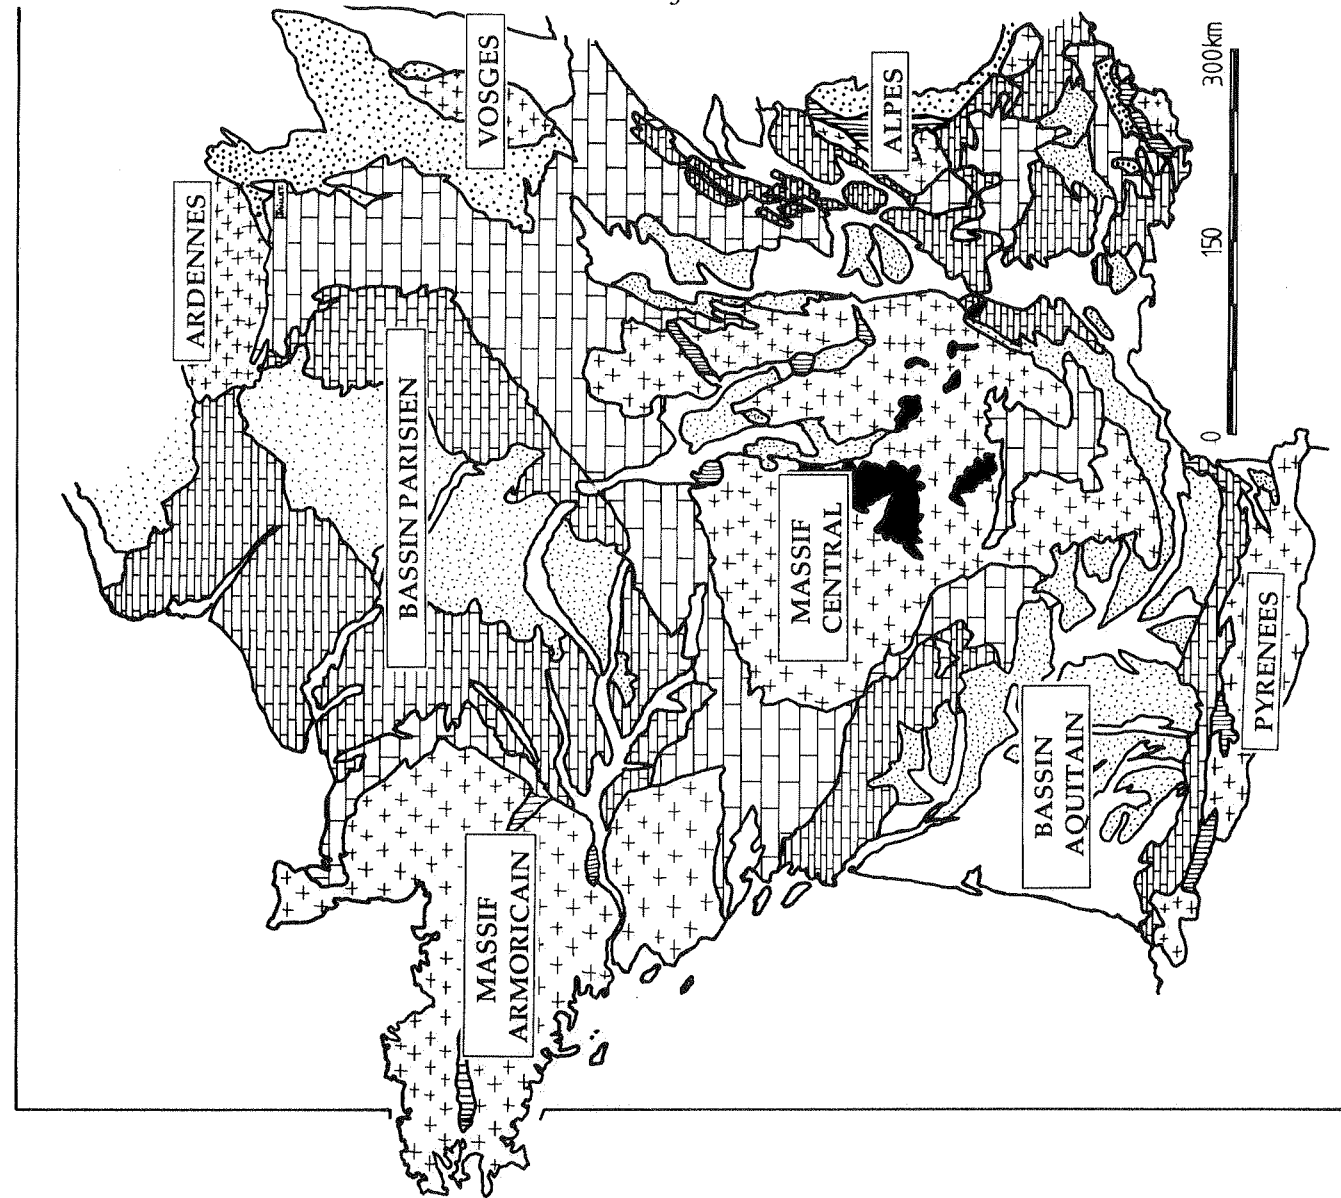 ARDENNES
BASSIN PARISIEN
VOSGES
MASSIF
ARMORICAIN
MASSIF
CENTRAL
ALPES
BASSIN
AQUITAIN
0 150 300km
PYRENEES